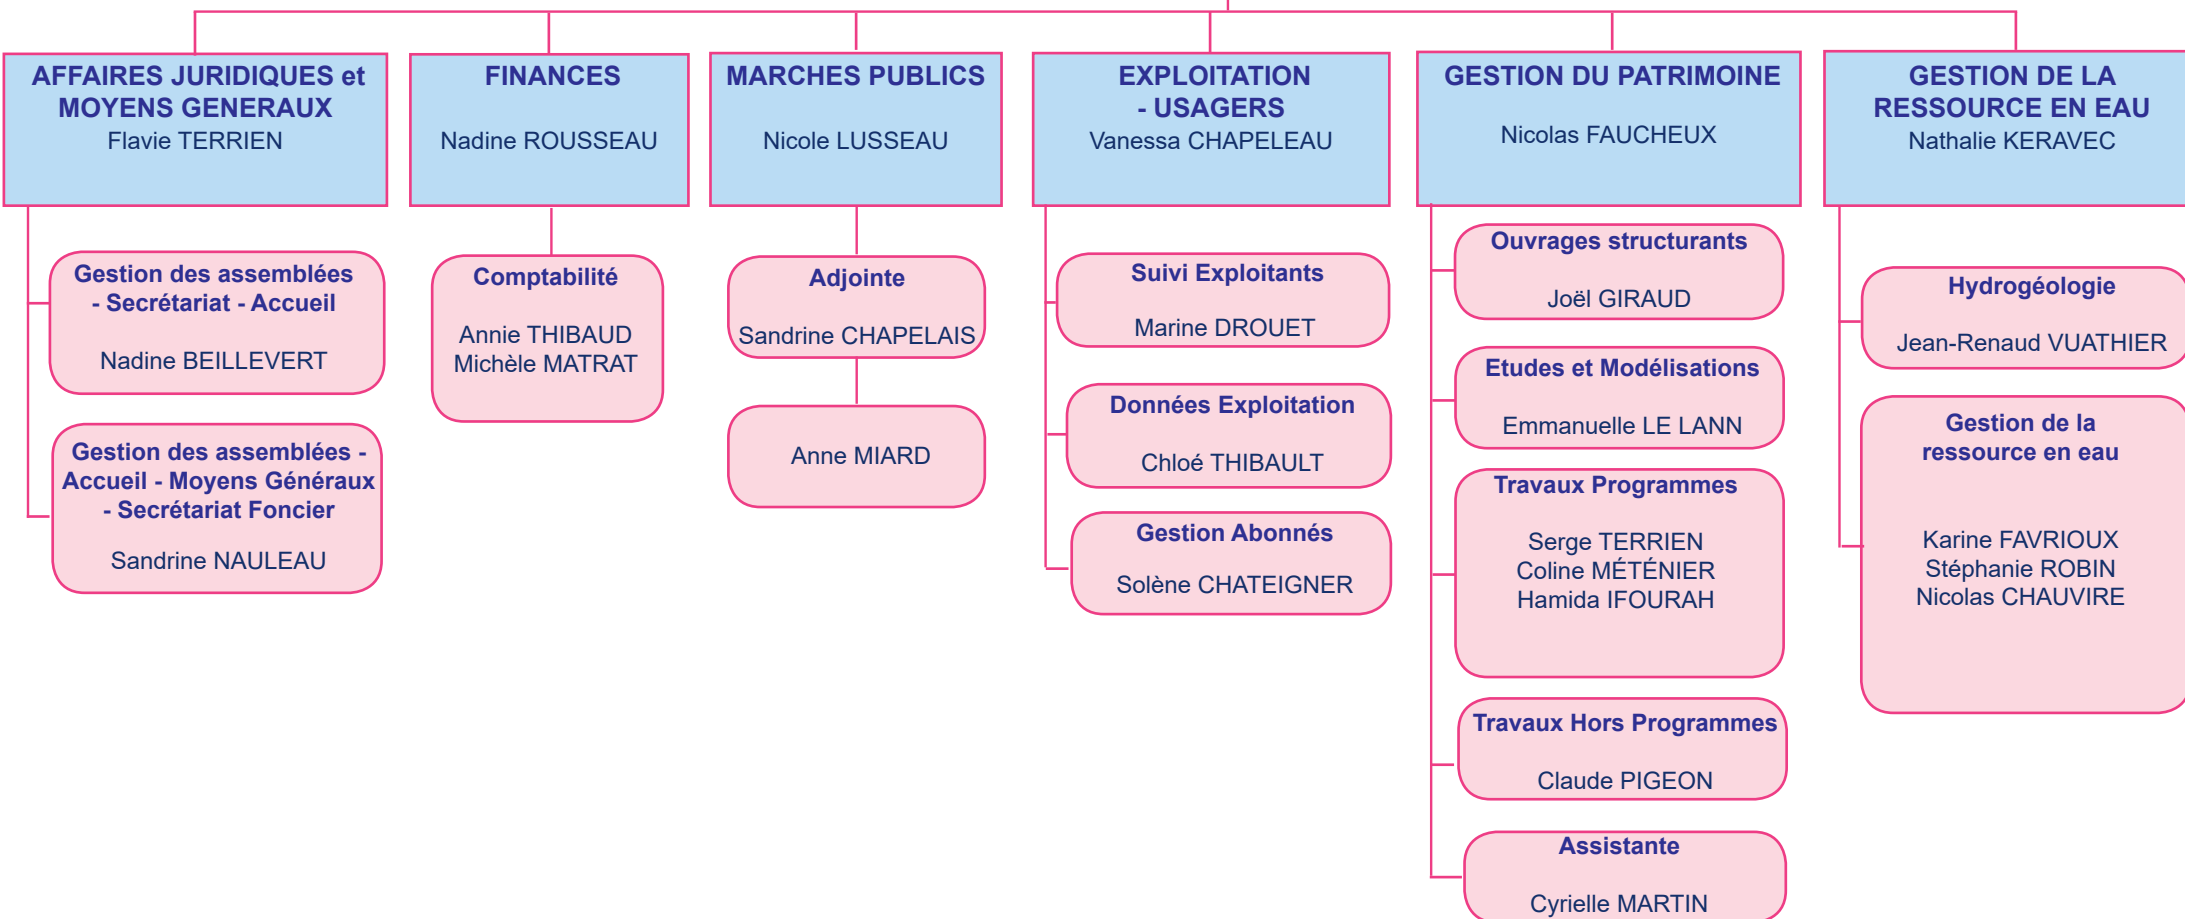 AFFAIRES JURIDIQUES et
MOYENS GENERAUX
Flavie TERRIEN
Gestion des assemblées
- Secrétariat - Accueil
Nadine BEILLEVERT
Gestion des assemblées -
Accueil - Moyens Généraux
- Secrétariat Foncier
Sandrine NAULEAU
FINANCES
Nadine ROUSSEAU
Comptabilité
Annie THIBAUD
Michèle MATRAT
MARCHES PUBLICS
Nicole LUSSEAU
Adjointe
Sandrine CHAPELAIS
Anne MIARD
EXPLOITATION
- USAGERS
Vanessa CHAPELEAU
Suivi Exploitants
Marine DROUET
Données Exploitation
Chloé THIBAULT
Gestion Abonnés
Solène CHATEIGNER
GESTION DU PATRIMOINE
Nicolas FAUCHEUX
Ouvrages structurants
Joël GIRAUD
Etudes et Modélisations
Emmanuelle LE LANN
Travaux Programmes
Serge TERRIEN
Coline MÉTÉNIER
Hamida IFOURAH
Travaux Hors Programmes
Claude PIGEON
Assistante
Cyrielle MARTIN
GESTION DE LA
RESSOURCE EN EAU
Nathalie KERAVEC
Hydrogéologie
Jean-Renaud VUATHIER
Gestion de la
ressource en eau
Karine FAVRIOUX
Stéphanie ROBIN
Nicolas CHAUVIRE